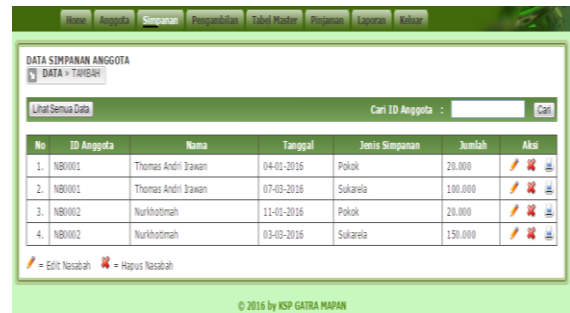 Home Anggota Simpanan Pengambilan Tabel Master Pinjaman Laporan Keluar
DATA SIMPANAN ANGGOTA
DATA » TAMBAH
Lihat Semua Data Cari ID Anggota : Cari
No ID Anggota Nama Tanggal Jenis Simpanan Jumlah Aksi
1. NB0001 Thomas Andri Irawan 04-01-2016 Pokok 20.000
2. NB0001 Thomas Andri Irawan 07-03-2016 Sukarela 100.000
3. NB0002 Nurkhotimah 11-01-2016 Pokok 20.000
4. NB0002 Nurkhotimah 03-03-2016 Sukarela 150.000
= Edit Nasabah = Hapus Nasabah
© 2016 by KSP GATRA MAPAN